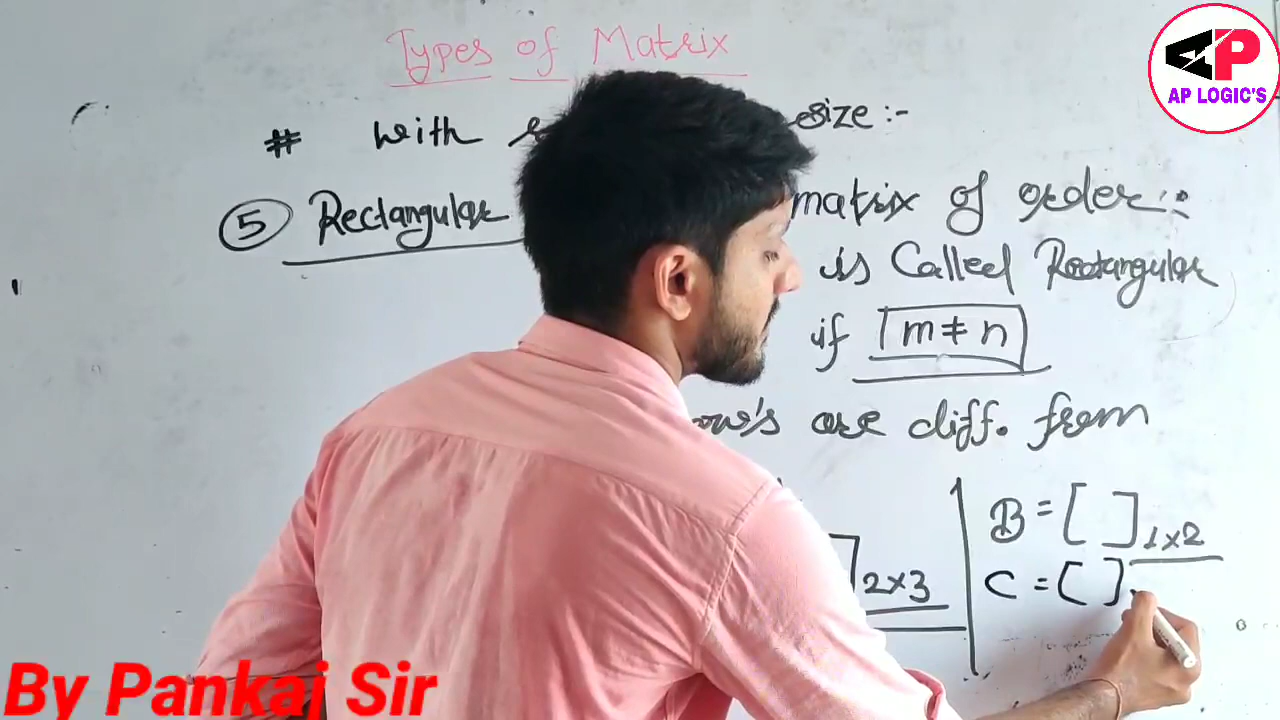 Types of Matrix
AP
AP LOGIC'S
# with size :-
5 Rectangular matrix of order :
is Called Rectangular
if m ≠ n
are diff. from
B = [ ] 1×2
] 2×3
C = [ ]
By Pankaj Sir